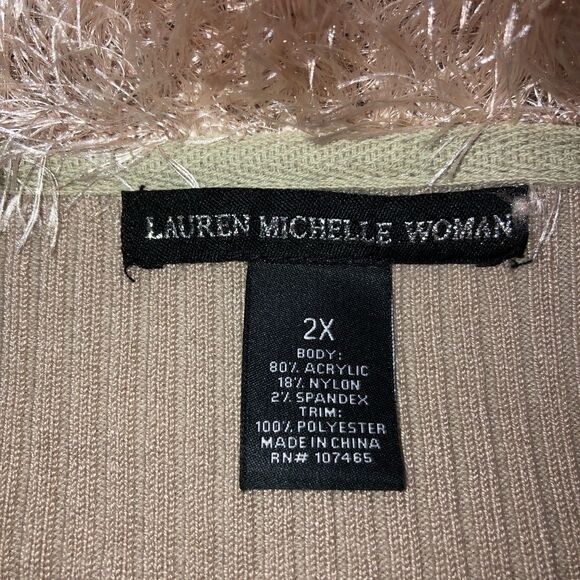 LAUREN MICHELLE WOMAN
2X
BODY:
80% ACRYLIC
18% NYLON
2% SPANDEX
TRIM:
100% POLYESTER
MADE IN CHINA
RN# 107465